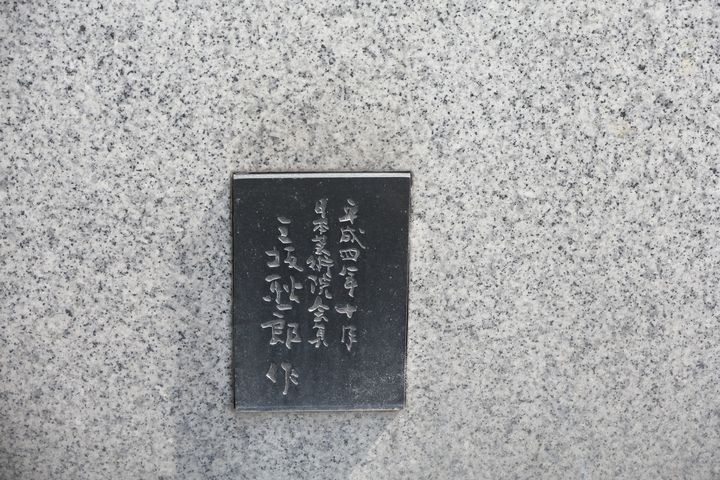 平成四年十月
日本芸術院会員
三坂耿一郎 作